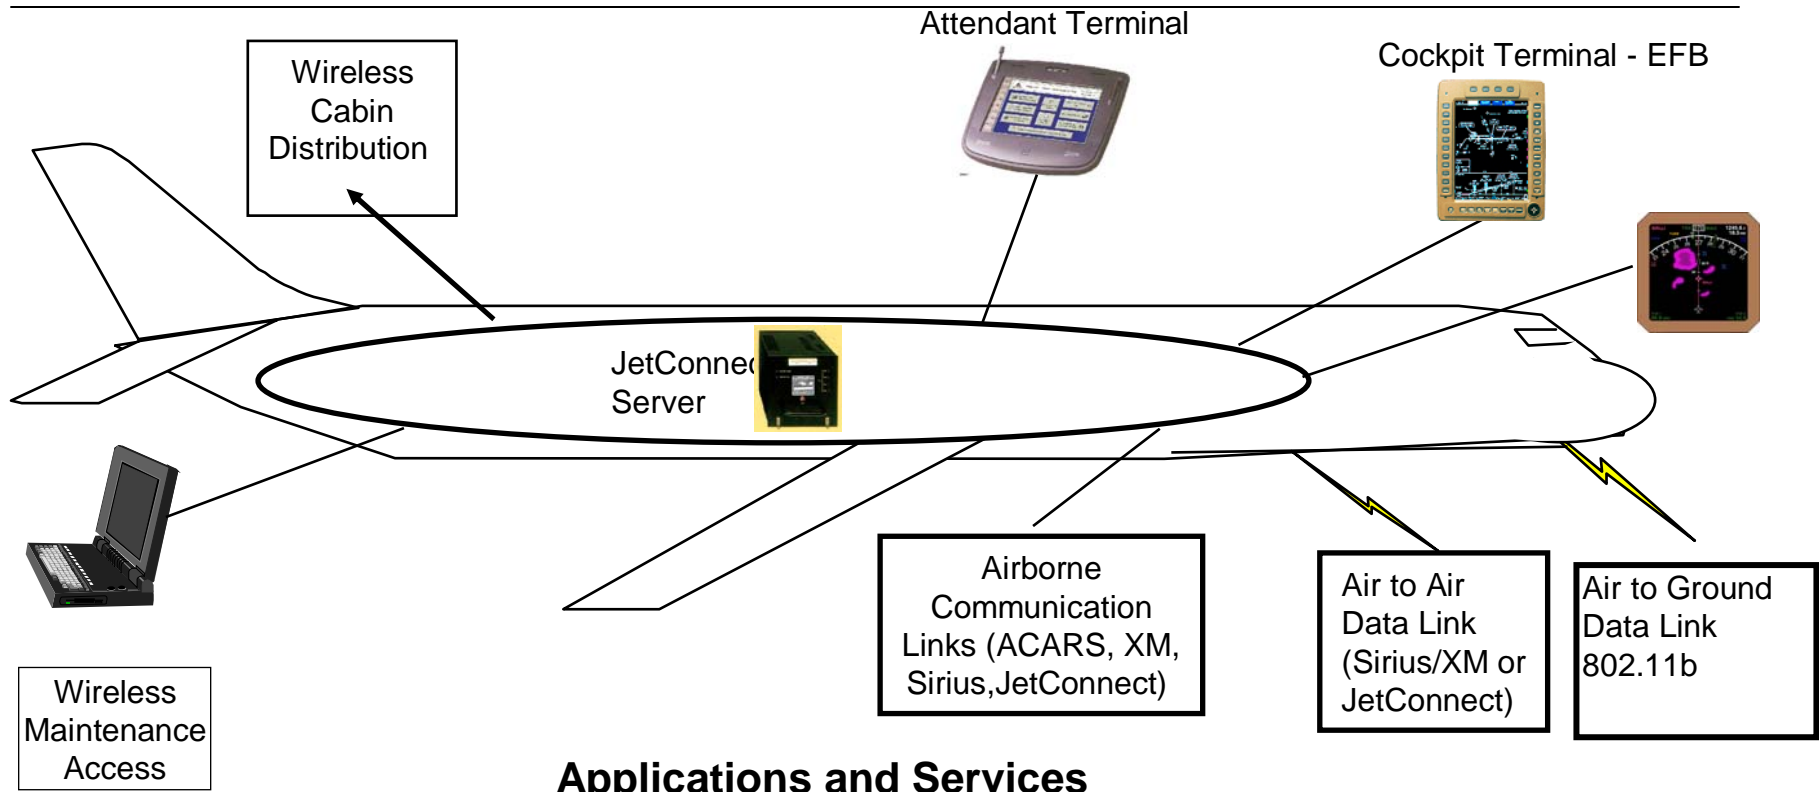 Attendant Terminal
Cockpit Terminal - EFB
Wireless
Cabin
Distribution
JetConnec
Server
Airborne
Communication
Links (ACARS, XM,
Sirius,JetConnect)
Air to Air
Data Link
(Sirius/XM or
JetConnect)
Air to Ground
Data Link
802.11b
Wireless
Maintenance
Access
Applications and Services